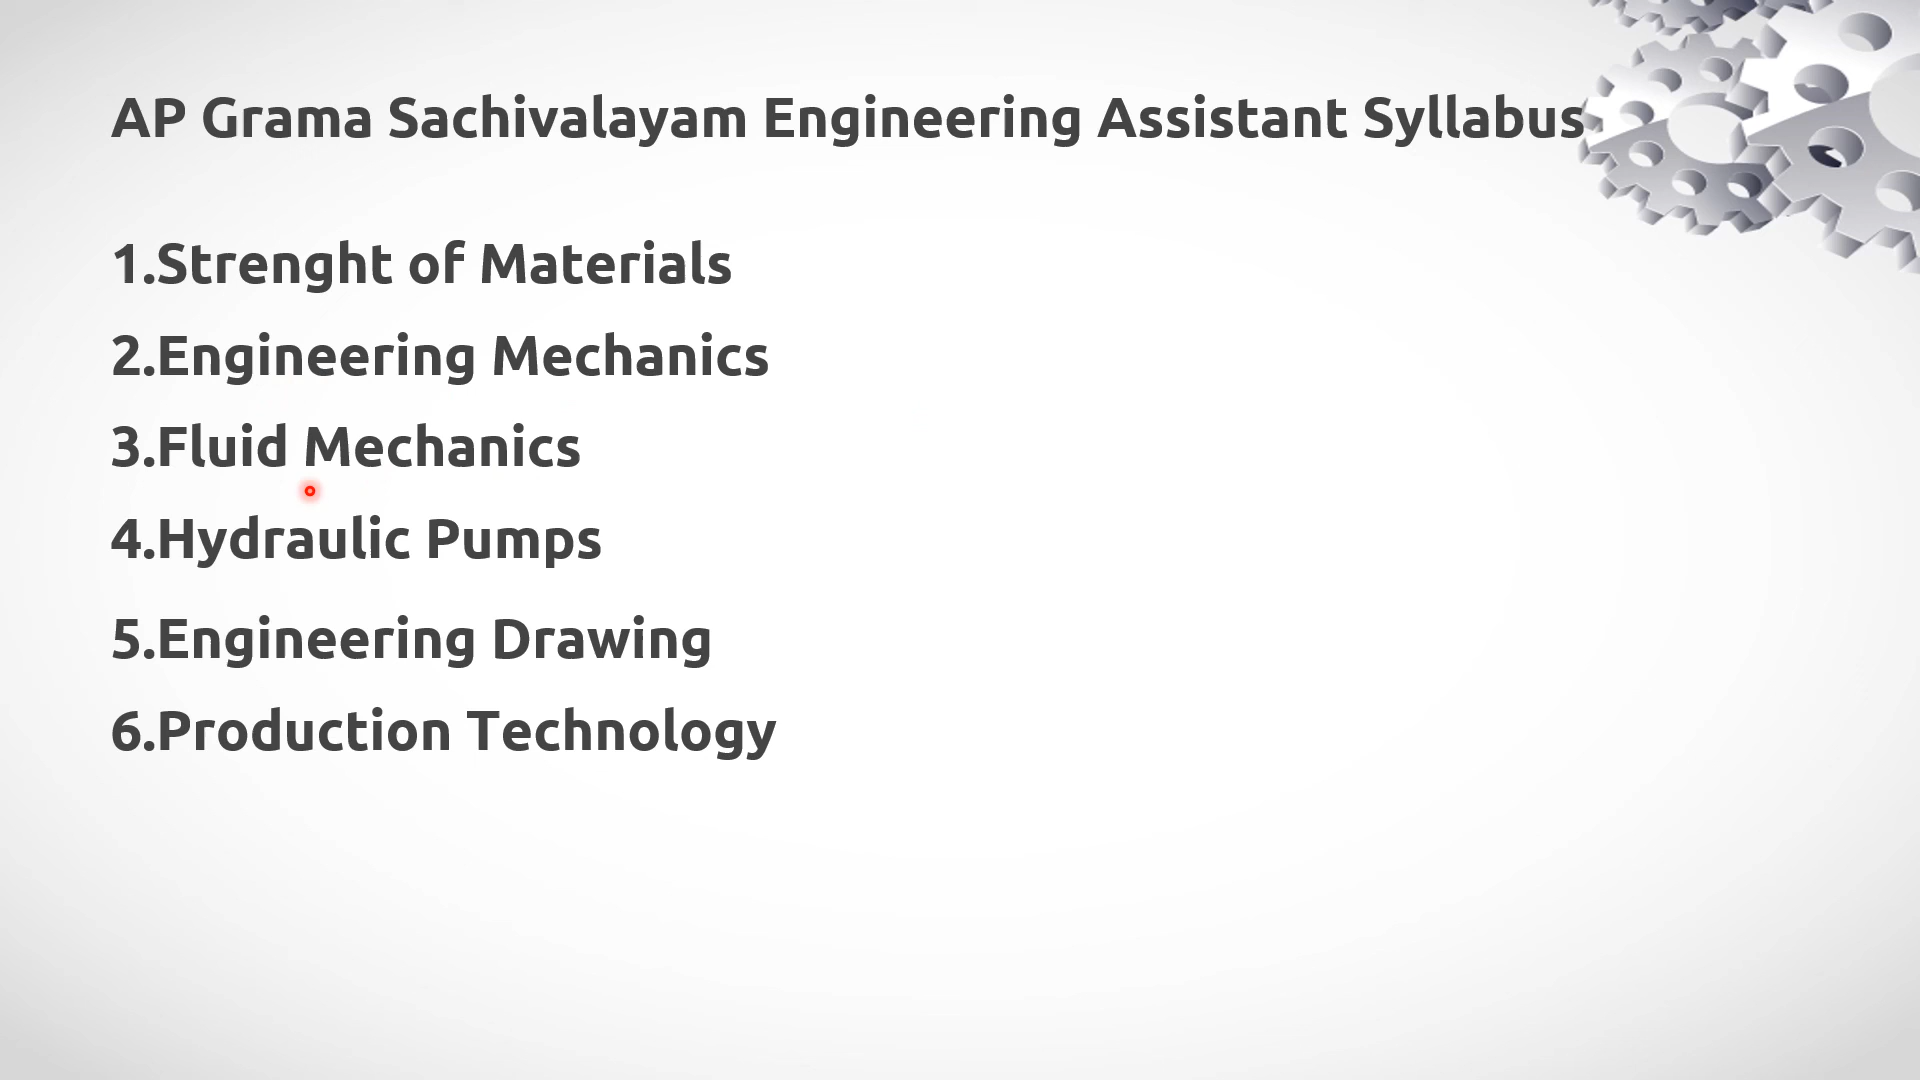 AP Grama Sachivalayam Engineering Assistant Syllabus
1.Strenght of Materials
2.Engineering Mechanics
3.Fluid Mechanics
4.Hydraulic Pumps
5.Engineering Drawing
6.Production Technology